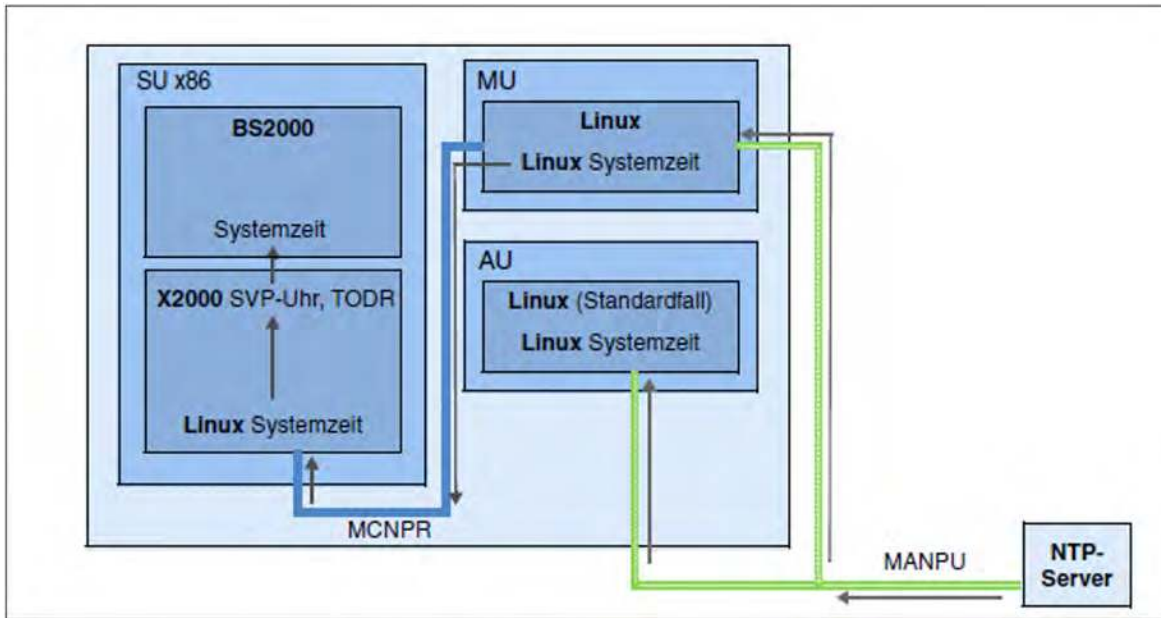 SU x86
BS2000
Systemzeit
X2000 SVP-Uhr, TODR
Linux Systemzeit
MU
Linux
Linux Systemzeit
AU
Linux (Standardfall)
Linux Systemzeit
MCNPR
MANPU
NTP-
Server